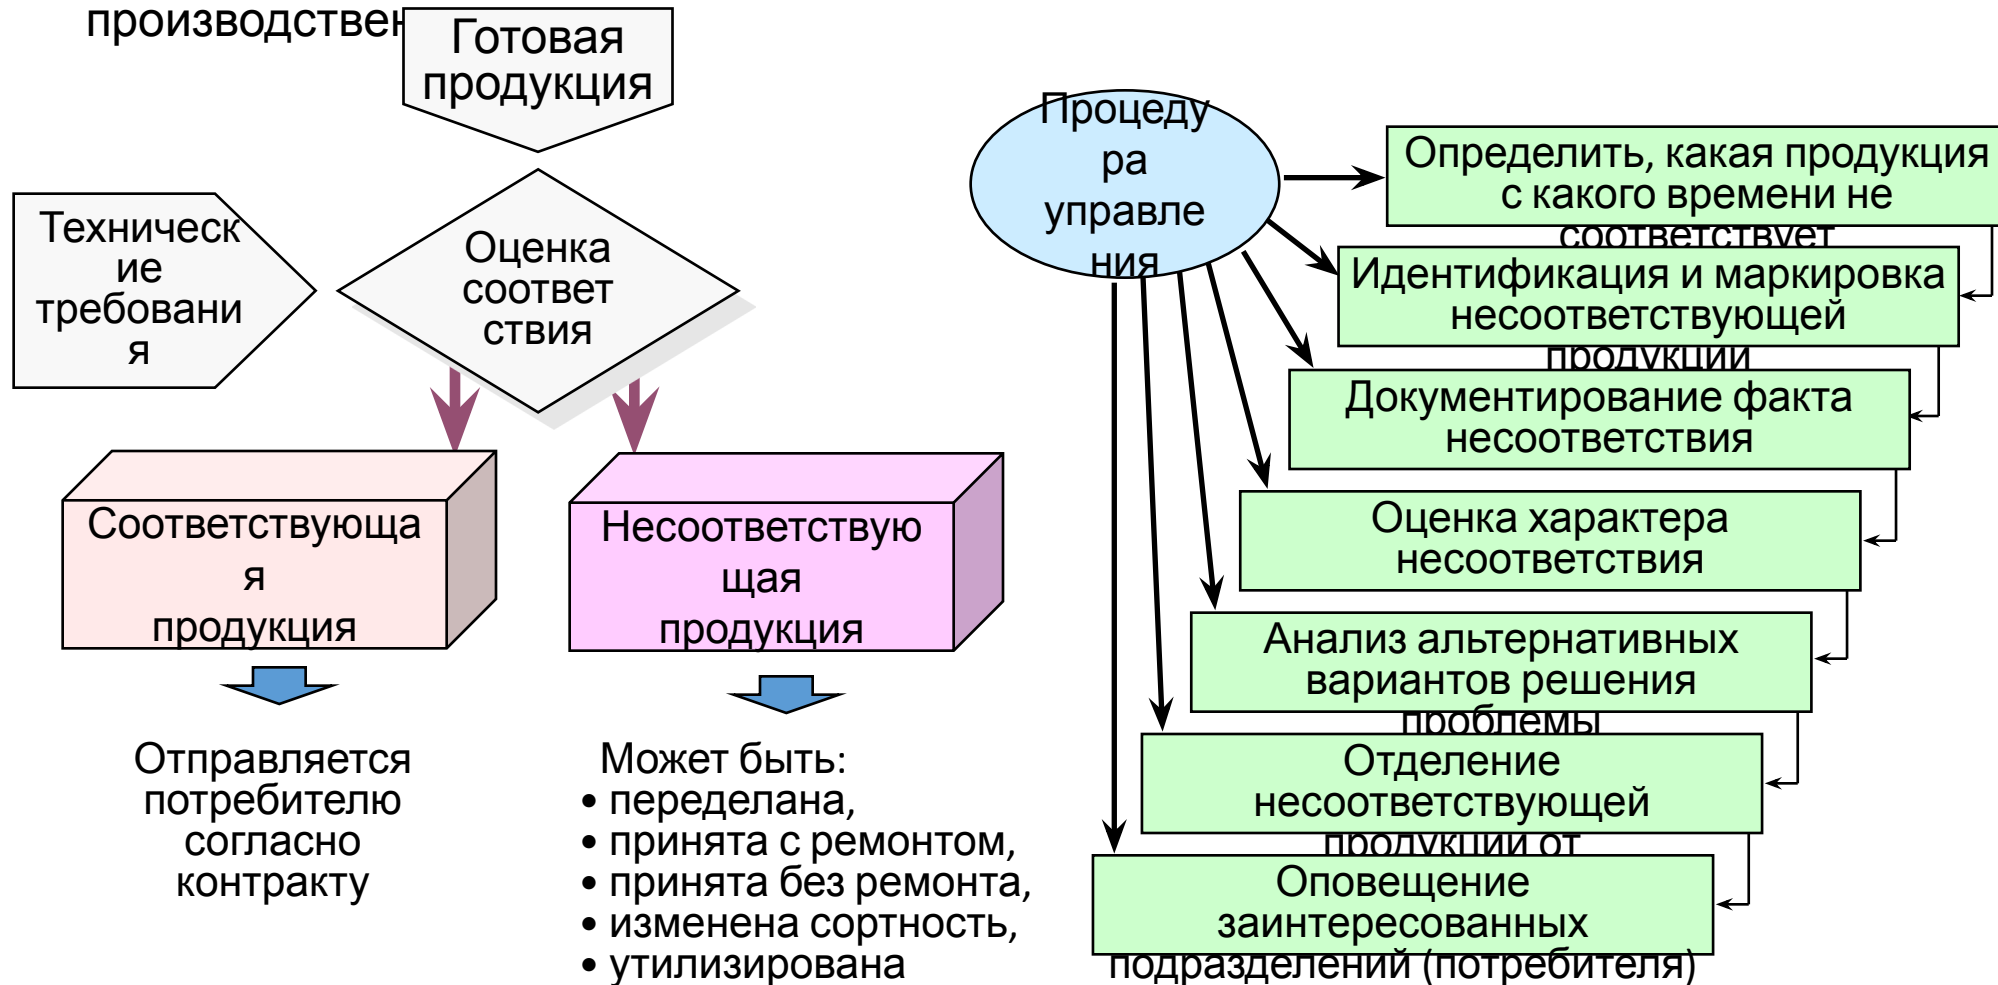 Готовая
продукция
Техническ
ие
требовани
я
Оценка
соответ
ствия
Соответствующа
я
продукция
Несоответствую
щая
продукция
Отправляется
потребителю
согласно
контракту
Может быть:
• переделана,
• принята с ремонтом,
• принята без ремонта,
• изменена сортность,
• утилизирована
Процеду
ра
управле
ния
Определить, какая продукция
с какого времени не
соответствует
Идентификация и маркировка
несоответствующей
продукции
Документирование факта
несоответствия
Оценка характера
несоответствия
Анализ альтернативных
вариантов решения
проблемы
Отделение
несоответствующей
продукции от
Оповещение
заинтересованных
подразделений (потребителя)